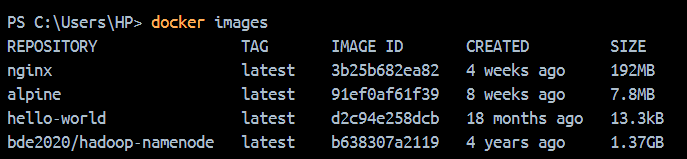 PS C:\Users\HP> docker images
REPOSITORY TAG IMAGE ID CREATED SIZE
nginx latest 3b25b682ea82 4 weeks ago 192MB
alpine latest 91ef0af61f39 8 weeks ago 7.8MB
hello-world latest d2c94e258dcb 18 months ago 13.3kB
bde2020/hadoop-namenode latest b638307a2119 4 years ago 1.37GB